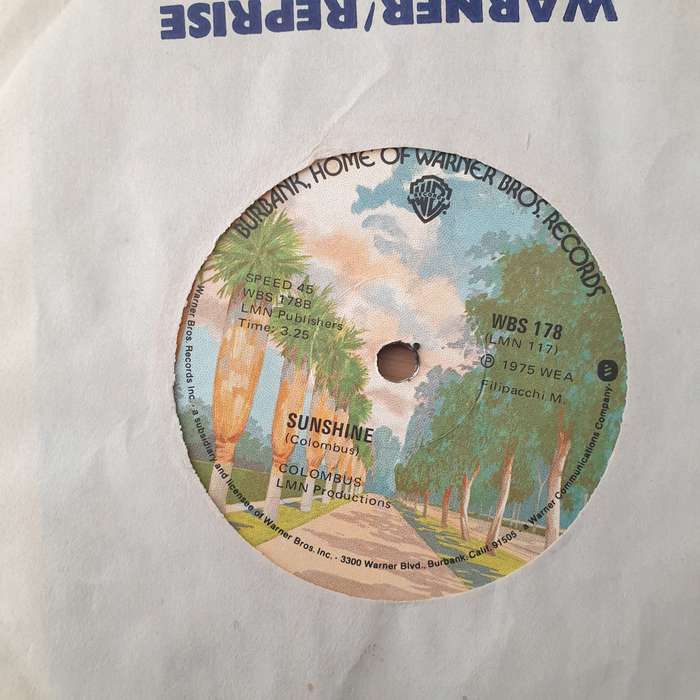 WARNER/REPRISE
BURBANK, HOME OF WARNER BROS. RECORDS
SPEED 45
WBS 178B
LMN Publishers
Time: 3.25
WBS 178
(LMN 117)
Ⓟ 1975 WEA
Filipacchi M.
SUNSHINE
(Colombus)
COLOMBUS
LMN Productions
Warner Bros. Records Inc. - a subsidiary and licensee of Warner Bros. Inc. - 3300 Warner Blvd., Burbank, Calif. 91505 - a Warner Communications Company